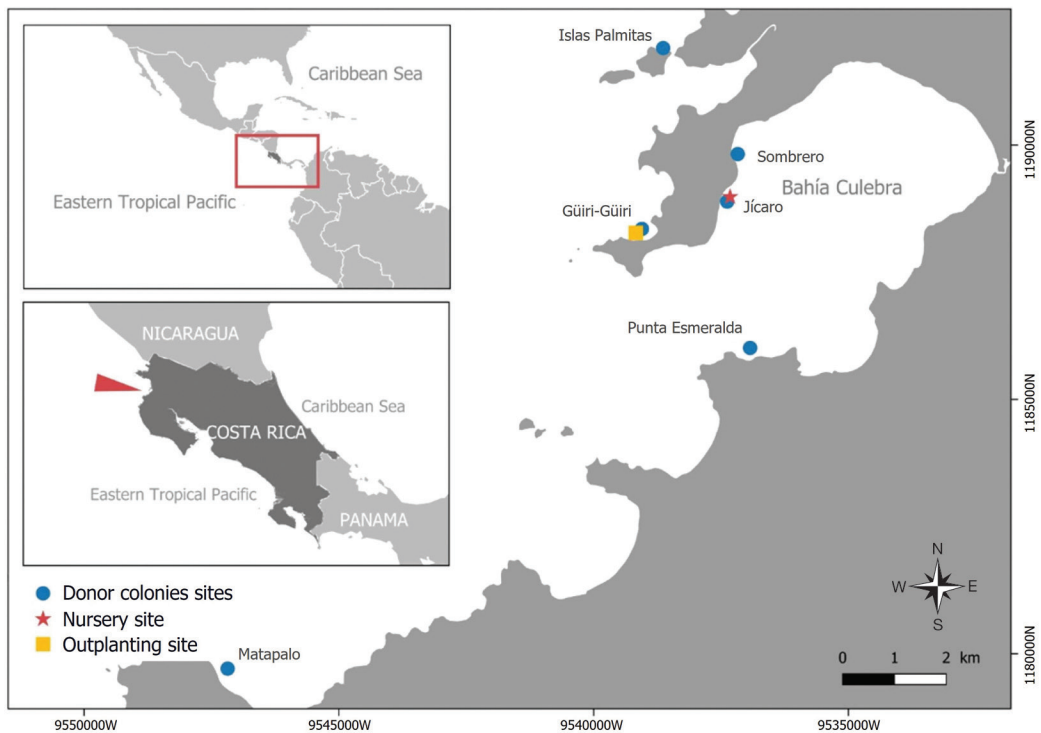 Caribbean Sea
Eastern Tropical Pacific
NICARAGUA
Caribbean Sea
COSTA RICA
Eastern Tropical Pacific
PANAMA
Donor colonies sites
Nursery site
Outplanting site
Islas Palmitas
Sombrero
Bahía Culebra
Jícaro
Güiri-Güiri
Punta Esmeralda
Matapalo
N
W E
S
0 1 2 km
1190000N
1185000N
1180000N
9550000W 9545000W 9540000W 9535000W